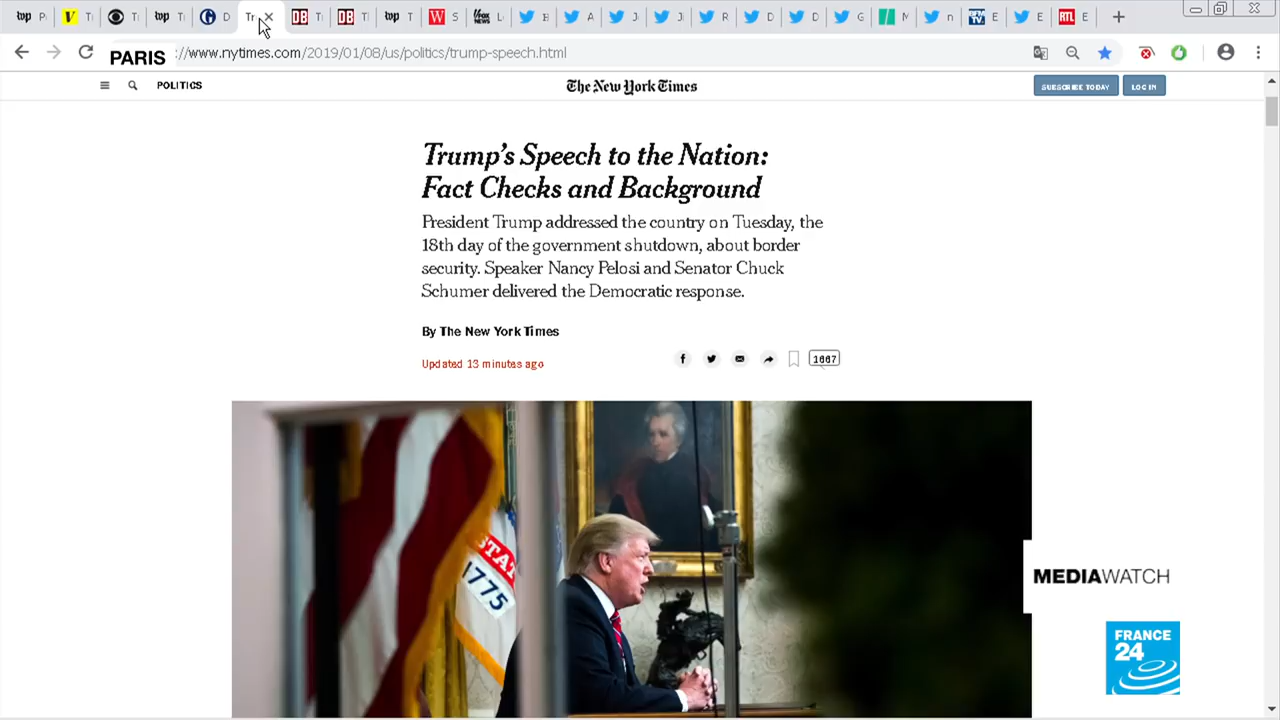 PARIS
://www.nytimes.com/2019/01/08/us/politics/trump-speech.html
POLITICS
The New York Times
SUBSCRIBE TODAY
LOG IN
Trump's Speech to the Nation:
Fact Checks and Background
President Trump addressed the country on Tuesday, the
18th day of the government shutdown, about border
security. Speaker Nancy Pelosi and Senator Chuck
Schumer delivered the Democratic response.
By The New York Times
Updated 13 minutes ago
1667
1775
MEDIAWATCH
FRANCE
24